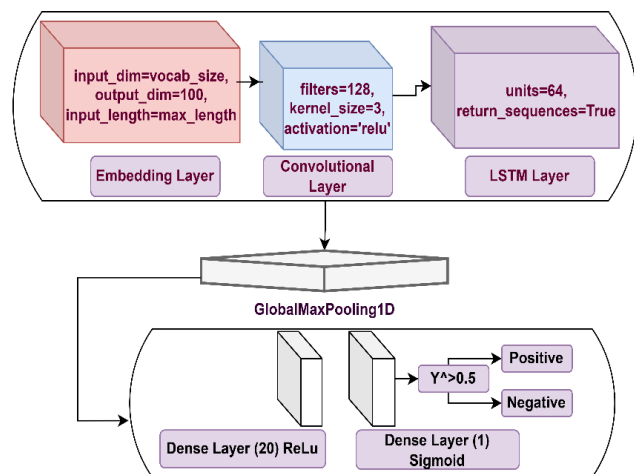 input_dim=vocab_size,
output_dim=100,
input_length=max_length
filters=128,
kernel_size=3,
activation='relu'
units=64,
return_sequences=True
Embedding Layer
Convolutional
Layer
LSTM Layer
GlobalMaxPooling1D
Y^>0.5
Positive
Negative
Dense Layer (20) ReLu
Dense Layer (1)
Sigmoid